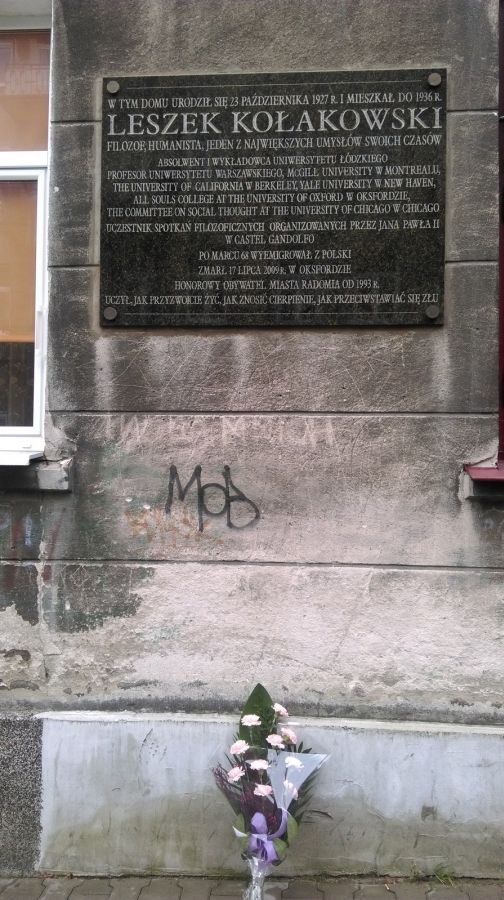 W TYM DOMU URODZIŁ SIĘ 23 PAŹDZIERNIKA 1927 R. I MIESZKAŁ DO 1936 R.
LESZEK KOŁAKOWSKI
FILOZOF, HUMANISTA, JEDEN Z NAJWIĘKSZYCH UMYSŁÓW SWOICH CZASÓW
ABSOLWENT I WYKŁADOWCA UNIWERSYTETU ŁÓDZKIEGO
PROFESOR UNIWERSYTETU WARSZAWSKIEGO, McGILL UNIVERSITY W MONTREALU,
THE UNIVERSITY OF CALIFORNIA W BERKELEY, YALE UNIVERSITY W NEW HAVEN,
ALL SOULS COLLEGE AT THE UNIVERSITY OF OXFORD W OKSFORDZIE,
THE COMMITTEE ON SOCIAL THOUGHT AT THE UNIVERSITY OF CHICAGO W CHICAGO
UCZESTNIK SPOTKAŃ FILOZOFICZNYCH ORGANIZOWANYCH PRZEZ JANA PAWŁA II
W CASTEL GANDOLFO
PO MARCU 68 WYEMIGROWAŁ Z POLSKI
ZMARŁ 17 LIPCA 2009 R. W OKSFORDZIE
HONOROWY OBYWATEL MIASTA RADOMIA OD 1993 R.
UCZYŁ, JAK PRZYZWOICIE ŻYĆ, JAK ZNOSIĆ CIERPIENIE, JAK PRZECIWSTAWIAĆ SIĘ ZŁU
MOD